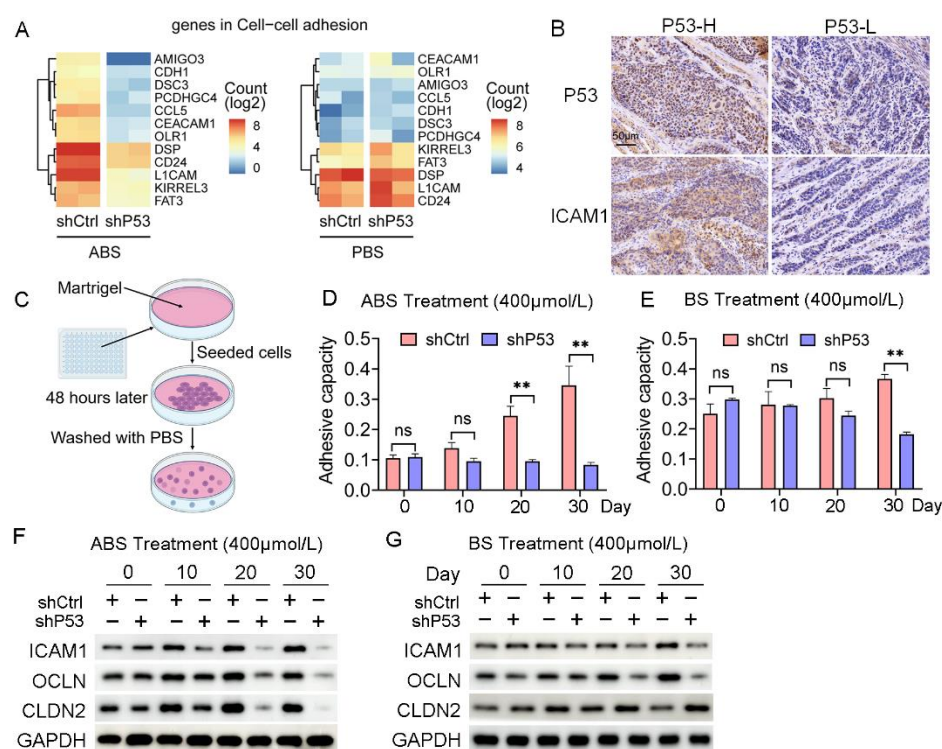 A
genes in Cell-cell adhesion
AMIGO3
CDH1
DSC3
PCDHGC4
CCL5
CEACAM1
OLR1
DSP
CD24
L1CAM
KIRREL3
FAT3
Count
(log2)
8
6
4
2
0
shCtrl shP53
ABS
CEACAM1
OLR1
AMIGO3
CCL5
CDH1
DSC3
PCDHGC4
KIRREL3
FAT3
DSP
L1CAM
CD24
Count
(log2)
8
6
4
shCtrl shP53
PBS
B
P53-H P53-L
P53
50μm
ICAM1
C
Martrigel
Seeded cells
48 hours later
Washed with PBS
D
ABS Treatment (400μmol/L)
shCtrl shP53
Adhesive capacity
0.5
0.4
0.3
0.2
0.1
0.0
ns ns ** **
0 10 20 30 Day
E
BS Treatment (400μmol/L)
shCtrl shP53
Adhesive capacity
0.5
0.4
0.3
0.2
0.1
0.0
ns ns ns **
0 10 20 30 Day
F
ABS Treatment (400μmol/L)
0 10 20 30
shCtrl + − + − + − + −
shP53 − + − + − + − +
ICAM1
OCLN
CLDN2
GAPDH
G
BS Treatment (400μmol/L)
Day 0 10 20 30
shCtrl + − + − + − + −
shP53 − + − + − + − +
ICAM1
OCLN
CLDN2
GAPDH